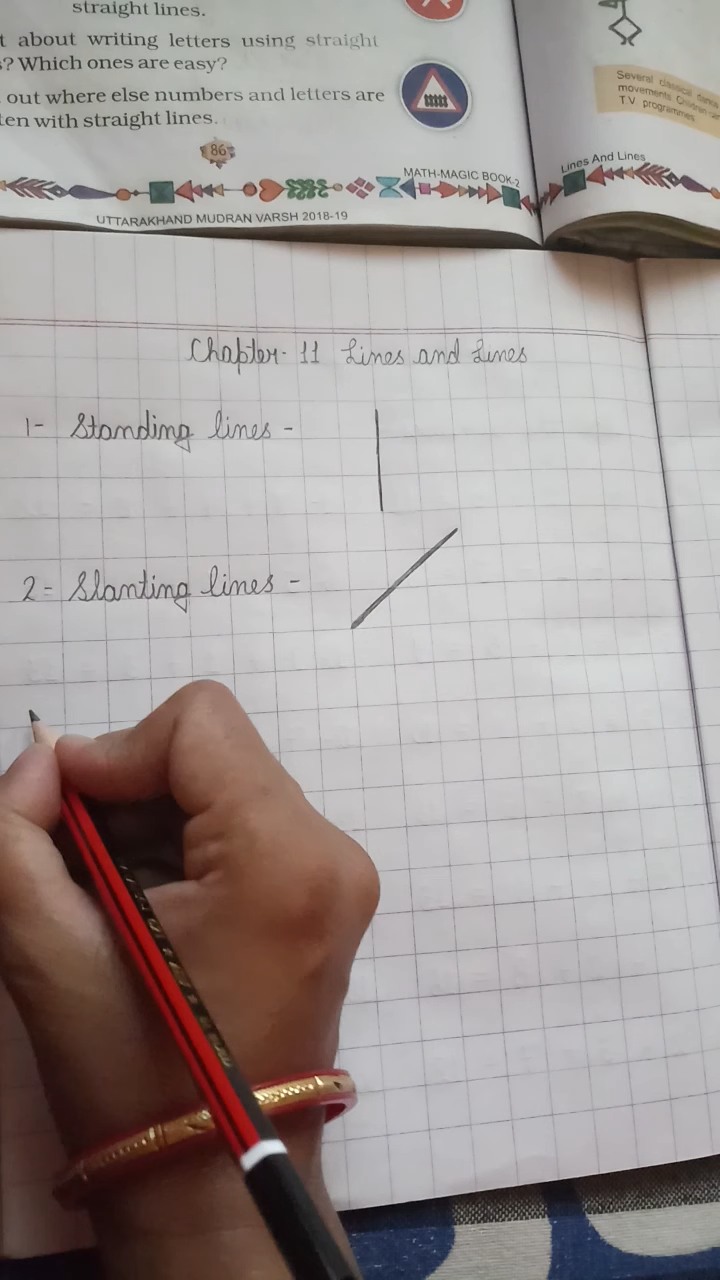 straight lines.
t about writing letters using straight
s? Which ones are easy?
out where else numbers and letters are
ten with straight lines.
86
MATH-MAGIC BOOK-2
UTTARAKHAND MUDRAN VARSH 2018-19
Several classical dance
movements. Children can
T.V programmes.
Lines And Lines
Chapter- 11 Lines and Lines
1- Standing lines -
2- Slanting lines -